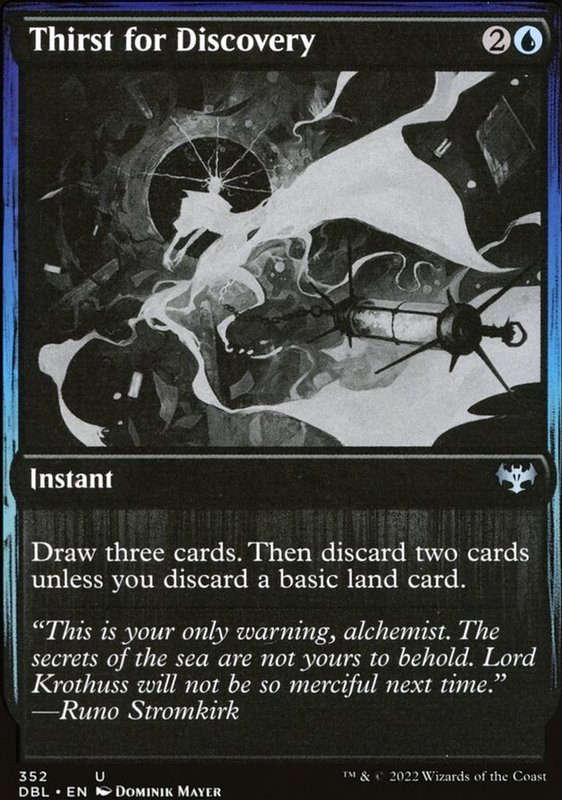 Thirst for Discovery 2
Instant
Draw three cards. Then discard two cards
unless you discard a basic land card.
“This is your only warning, alchemist. The
secrets of the sea are not yours to behold. Lord
Krothuss will not be so merciful next time.”
—Runo Stromkirk
352 U
DBL • EN Dominik Mayer
™ & © 2022 Wizards of the Coast